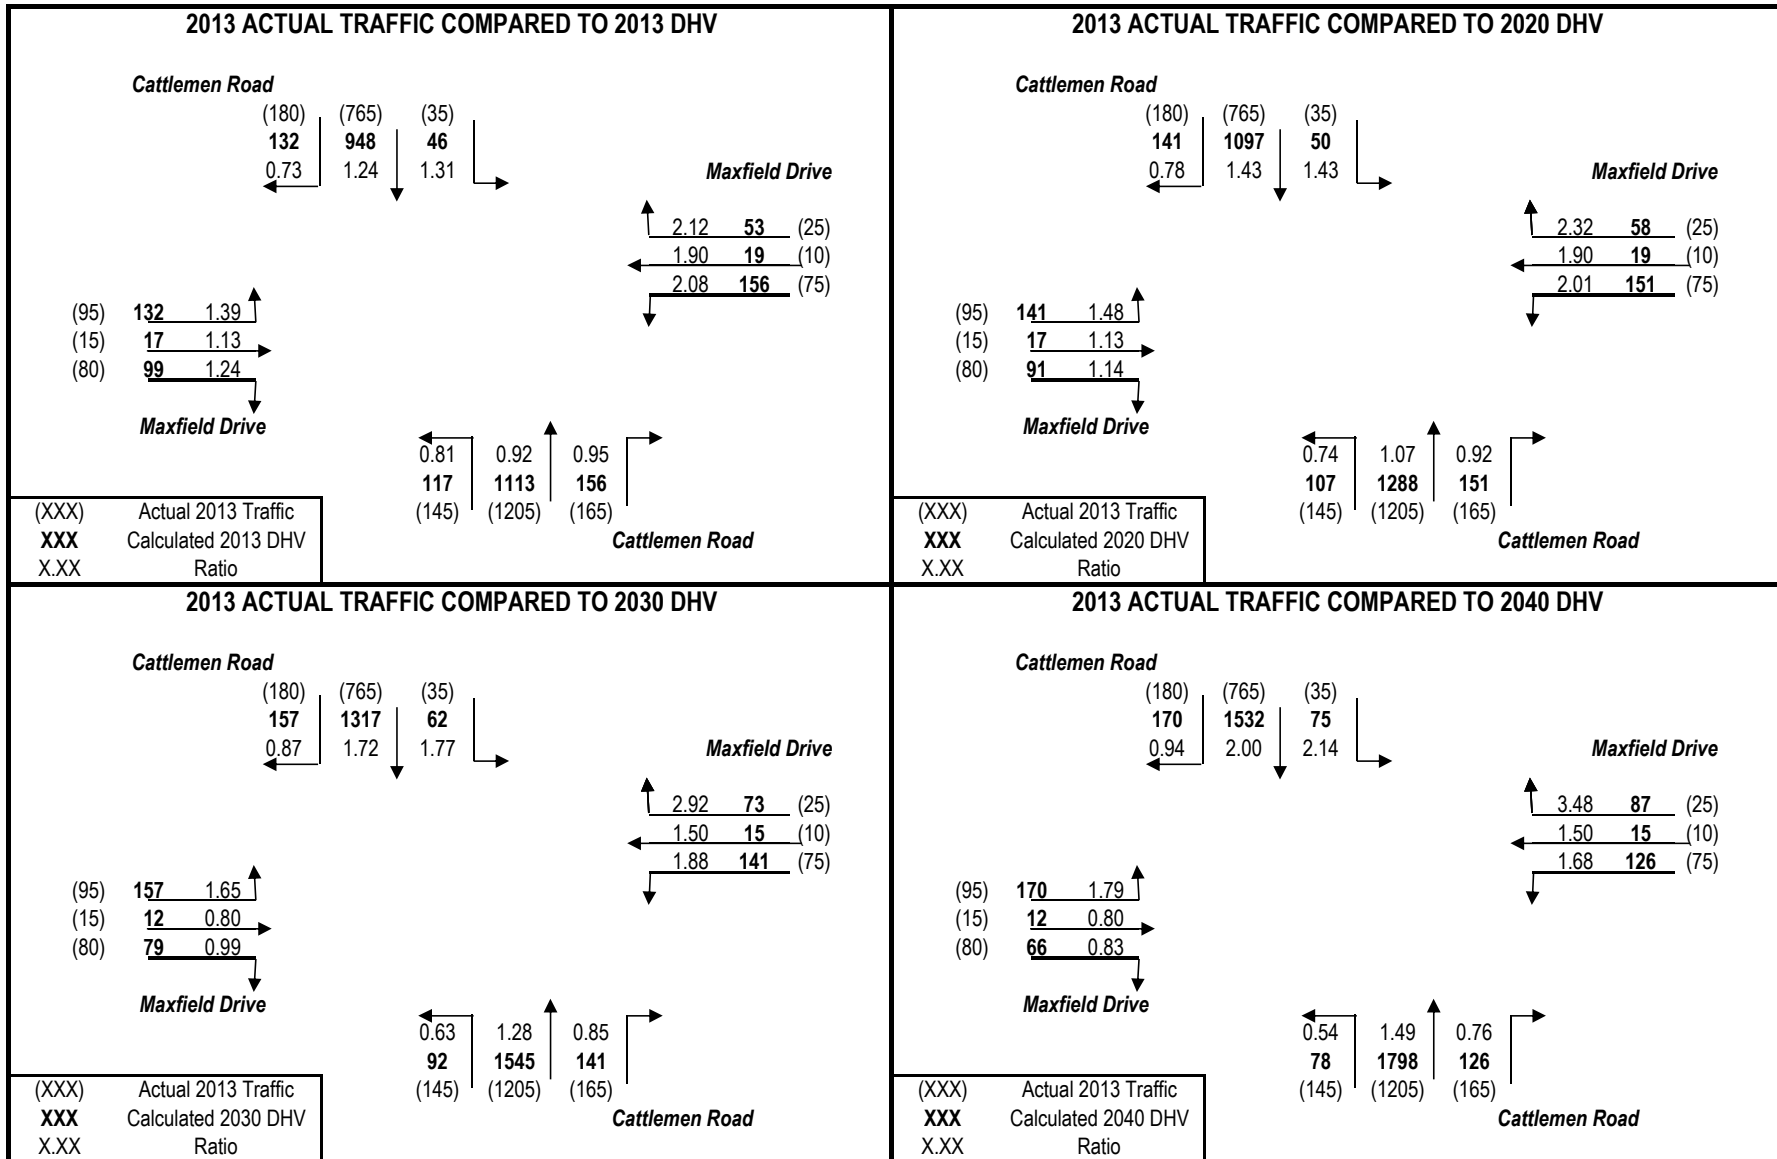 2013 ACTUAL TRAFFIC COMPARED TO 2013 DHV
Cattlemen Road
(180) (765) (35)
132 948 46
0.73 1.24 1.31
Maxfield Drive
2.12 53 (25)
1.90 19 (10)
2.08 156 (75)
(95) 132 1.39
(15) 17 1.13
(80) 99 1.24
Maxfield Drive
0.81 0.92 0.95
117 1113 156
(145) (1205) (165)
Cattlemen Road
(XXX) Actual 2013 Traffic
XXX Calculated 2013 DHV
X.XX Ratio
2013 ACTUAL TRAFFIC COMPARED TO 2020 DHV
Cattlemen Road
(180) (765) (35)
141 1097 50
0.78 1.43 1.43
Maxfield Drive
2.32 58 (25)
1.90 19 (10)
2.01 151 (75)
(95) 141 1.48
(15) 17 1.13
(80) 91 1.14
Maxfield Drive
0.74 1.07 0.92
107 1288 151
(145) (1205) (165)
Cattlemen Road
(XXX) Actual 2013 Traffic
XXX Calculated 2020 DHV
X.XX Ratio
2013 ACTUAL TRAFFIC COMPARED TO 2030 DHV
Cattlemen Road
(180) (765) (35)
157 1317 62
0.87 1.72 1.77
Maxfield Drive
2.92 73 (25)
1.50 15 (10)
1.88 141 (75)
(95) 157 1.65
(15) 12 0.80
(80) 79 0.99
Maxfield Drive
0.63 1.28 0.85
92 1545 141
(145) (1205) (165)
Cattlemen Road
(XXX) Actual 2013 Traffic
XXX Calculated 2030 DHV
X.XX Ratio
2013 ACTUAL TRAFFIC COMPARED TO 2040 DHV
Cattlemen Road
(180) (765) (35)
170 1532 75
0.94 2.00 2.14
Maxfield Drive
3.48 87 (25)
1.50 15 (10)
1.68 126 (75)
(95) 170 1.79
(15) 12 0.80
(80) 66 0.83
Maxfield Drive
0.54 1.49 0.76
78 1798 126
(145) (1205) (165)
Cattlemen Road
(XXX) Actual 2013 Traffic
XXX Calculated 2040 DHV
X.XX Ratio